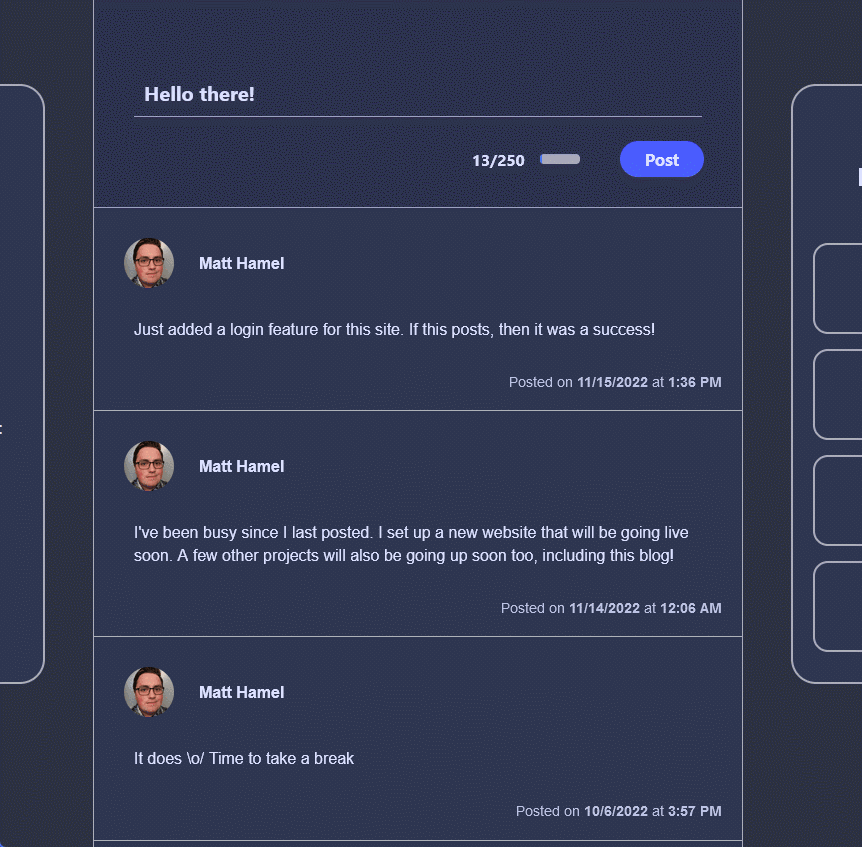 Hello there!
13/250
Post
Matt Hamel
Just added a login feature for this site. If this posts, then it was a success!
Posted on 11/15/2022 at 1:36 PM
Matt Hamel
I've been busy since I last posted. I set up a new website that will be going live
soon. A few other projects will also be going up soon too, including this blog!
Posted on 11/14/2022 at 12:06 AM
Matt Hamel
It does \o/ Time to take a break
Posted on 10/6/2022 at 3:57 PM